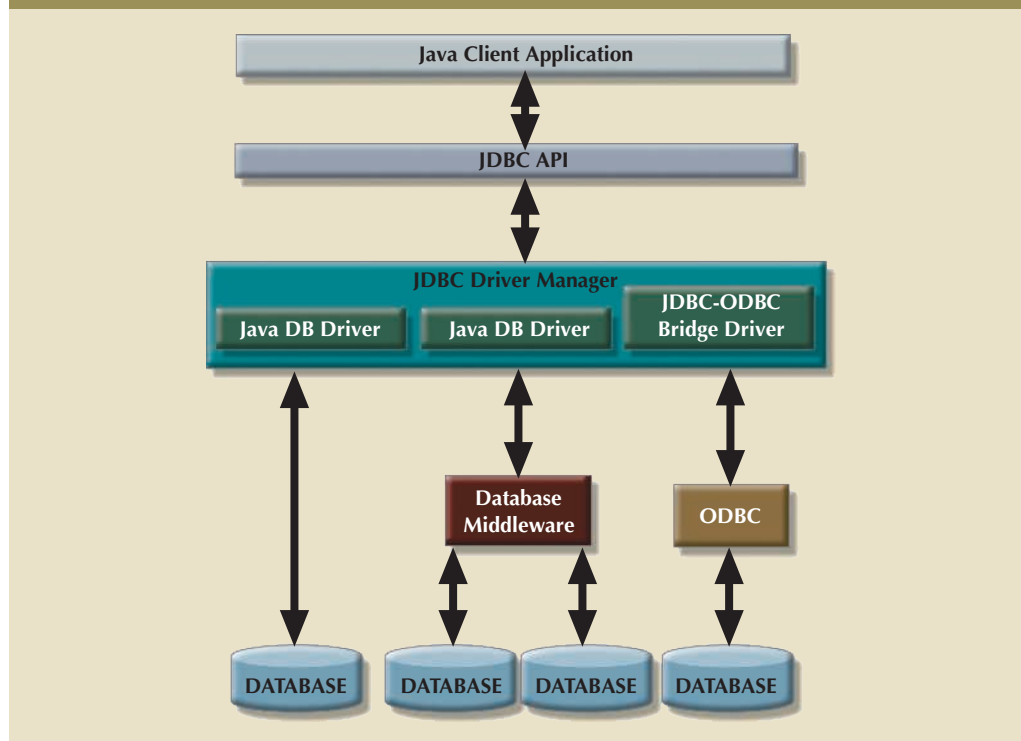 Java Client Application
JDBC API
JDBC Driver Manager
Java DB Driver
Java DB Driver
JDBC-ODBC
Bridge Driver
Database
Middleware
ODBC
DATABASE
DATABASE
DATABASE
DATABASE